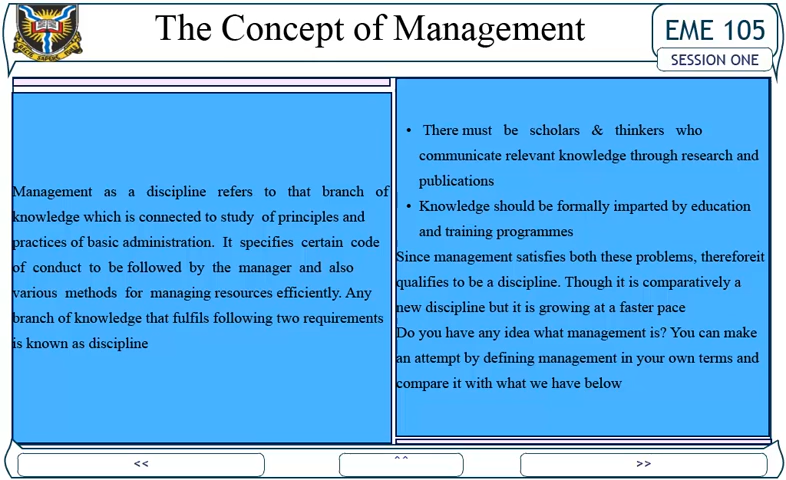 The Concept of Management
EME 105
SESSION ONE
Management as a discipline refers to that branch of
knowledge which is connected to study of principles and
practices of basic administration. It specifies certain code
of conduct to be followed by the manager and also
various methods for managing resources efficiently. Any
branch of knowledge that fulfils following two requirements
is known as discipline
• There must be scholars & thinkers who
communicate relevant knowledge through research and
publications
• Knowledge should be formally imparted by education
and training programmes
Since management satisfies both these problems, thereforeit
qualifies to be a discipline. Though it is comparatively a
new discipline but it is growing at a faster pace
Do you have any idea what management is? You can make
an attempt by defining management in your own terms and
compare it with what we have below
<< ^^ >>